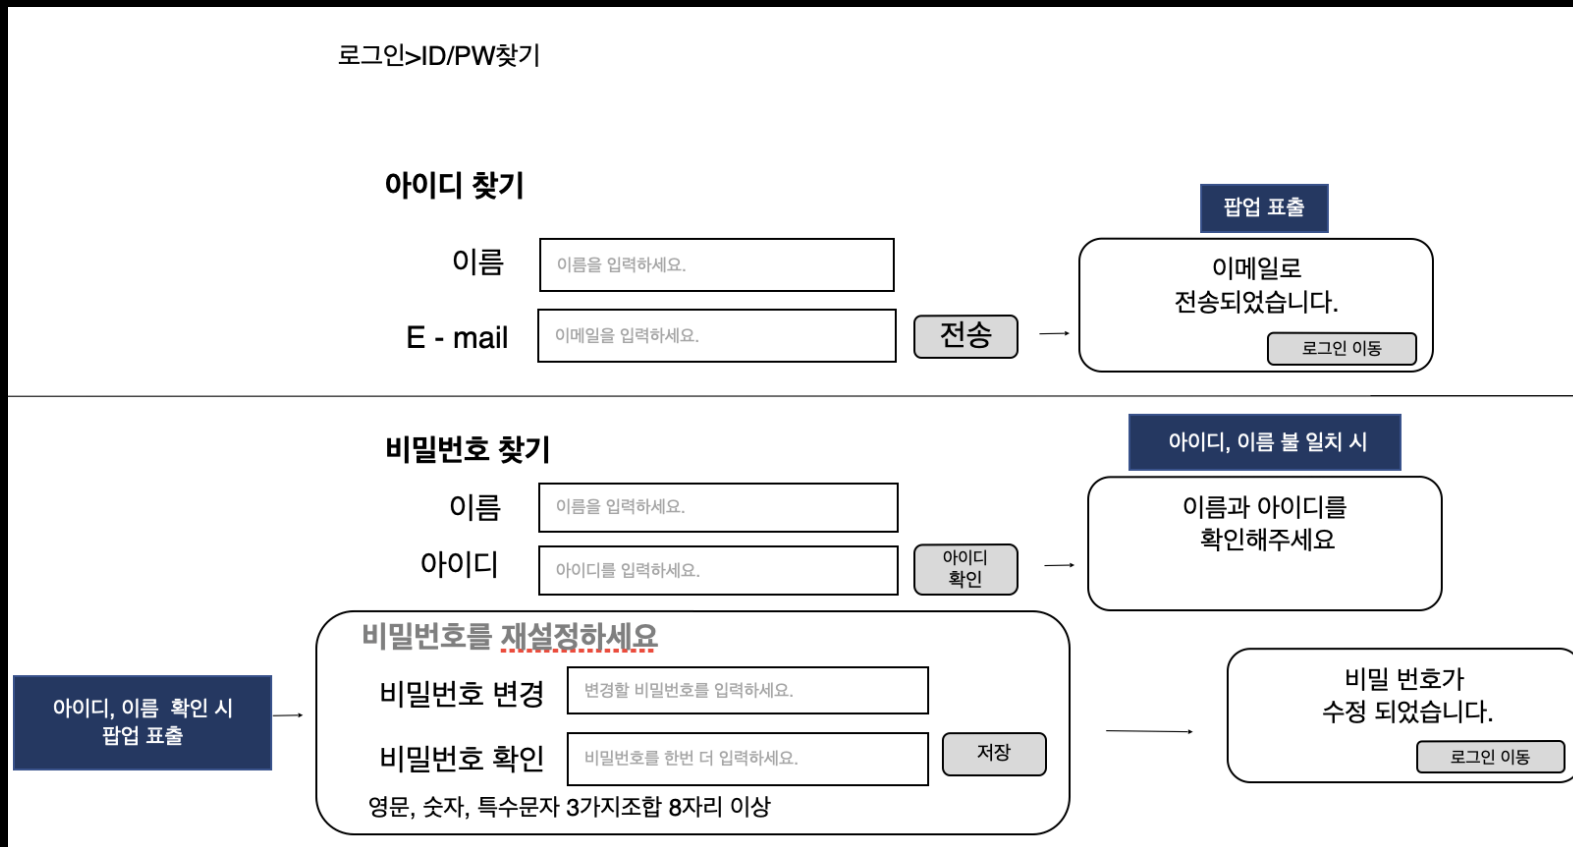 로그인>ID/PW찾기
아이디 찾기
팝업 표출
이름
이름을 입력하세요.
이메일로
전송되었습니다.
로그인 이동
E - mail
이메일을 입력하세요.
전송
비밀번호 찾기
아이디, 이름 불 일치 시
이름
이름을 입력하세요.
이름과 아이디를
확인해주세요
아이디
아이디를 입력하세요.
아이디
확인
비밀번호를 재설정하세요
아이디, 이름  확인 시
팝업 표출
비밀번호 변경
변경할 비밀번호를 입력하세요.
비밀번호 확인
비밀번호를 한번 더 입력하세요.
저장
영문, 숫자, 특수문자 3가지조합 8자리 이상
비밀 번호가
수정 되었습니다.
로그인 이동